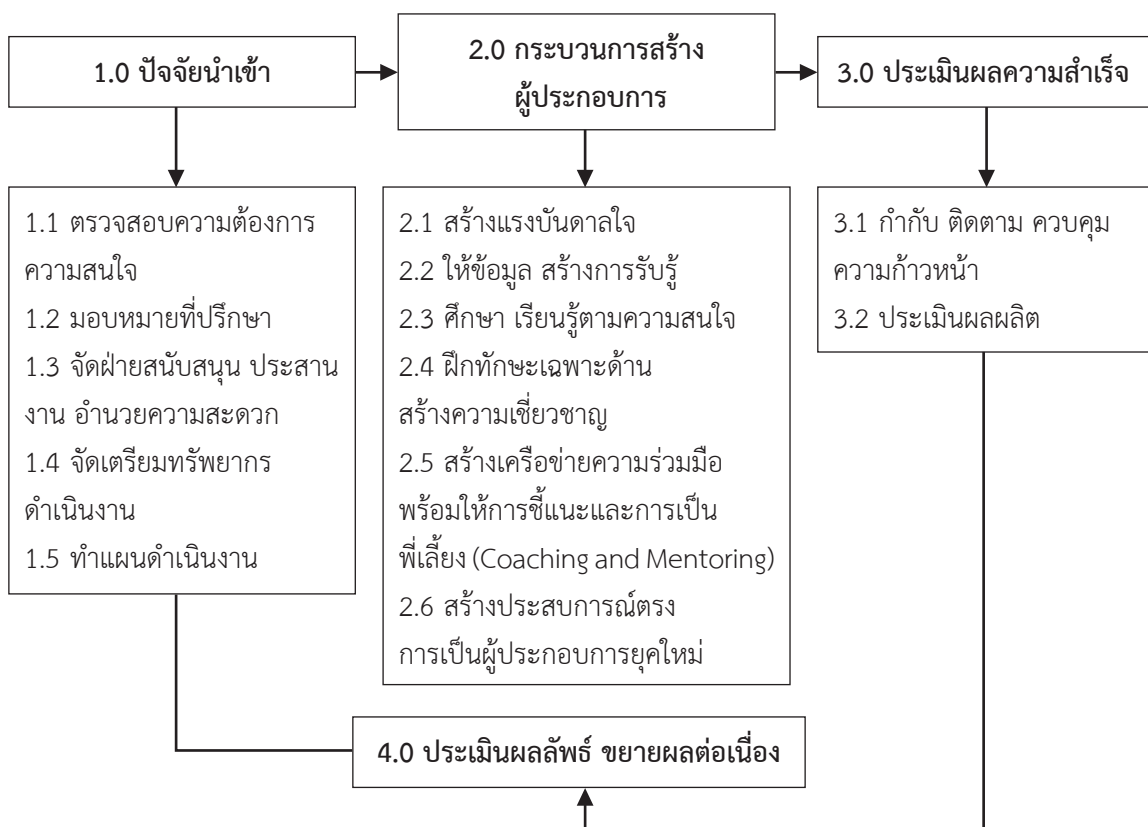 1.0 ปัจจัยนำเข้า
2.0 กระบวนการสร้าง
ผู้ประกอบการ
3.0 ประเมินผลความสำเร็จ
1.1 ตรวจสอบความต้องการ
ความสนใจ
1.2 มอบหมายที่ปรึกษา
1.3 จัดฝ่ายสนับสนุน ประสาน
งาน อำนวยความสะดวก
1.4 จัดเตรียมทรัพยากร
ดำเนินงาน
1.5 ทำแผนดำเนินงาน
2.1 สร้างแรงบันดาลใจ
2.2 ให้ข้อมูล สร้างการรับรู้
2.3 ศึกษา เรียนรู้ตามความสนใจ
2.4 ฝึกทักษะเฉพาะด้าน
สร้างความเชี่ยวชาญ
2.5 สร้างเครือข่ายความร่วมมือ
พร้อมให้การชี้แนะและการเป็น
พี่เลี้ยง (Coaching and Mentoring)
2.6 สร้างประสบการณ์ตรง
การเป็นผู้ประกอบการยุคใหม่
3.1 กำกับ ติดตาม ควบคุม
ความก้าวหน้า
3.2 ประเมินผลผลิต
4.0 ประเมินผลลัพธ์ ขยายผลต่อเนื่อง